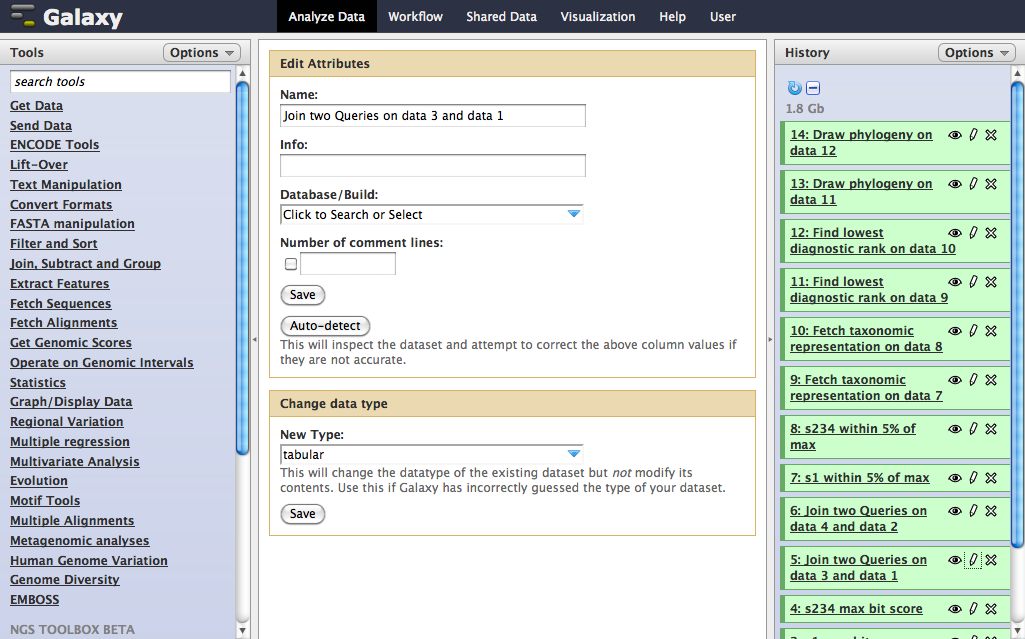 Galaxy
Analyze Data Workflow Shared Data Visualization Help User
Tools Options
search tools
Get Data
Send Data
ENCODE Tools
Lift-Over
Text Manipulation
Convert Formats
FASTA manipulation
Filter and Sort
Join, Subtract and Group
Extract Features
Fetch Sequences
Fetch Alignments
Get Genomic Scores
Operate on Genomic Intervals
Statistics
Graph/Display Data
Regional Variation
Multiple regression
Multivariate Analysis
Evolution
Motif Tools
Multiple Alignments
Metagenomic analyses
Human Genome Variation
Genome Diversity
EMBOSS
NGS TOOLBOX BETA
Edit Attributes
Name:
Join two Queries on data 3 and data 1
Info:
Database/Build:
Click to Search or Select
Number of comment lines:
Save
Auto-detect
This will inspect the dataset and attempt to correct the above column values if
they are not accurate.
Change data type
New Type:
tabular
This will change the datatype of the existing dataset but not modify its
contents. Use this if Galaxy has incorrectly guessed the type of your dataset.
Save
History Options
1.8 Gb
14: Draw phylogeny on
data 12
13: Draw phylogeny on
data 11
12: Find lowest
diagnostic rank on data 10
11: Find lowest
diagnostic rank on data 9
10: Fetch taxonomic
representation on data 8
9: Fetch taxonomic
representation on data 7
8: s234 within 5% of
max
7: s1 within 5% of max
6: Join two Queries on
data 4 and data 2
5: Join two Queries on
data 3 and data 1
4: s234 max bit score